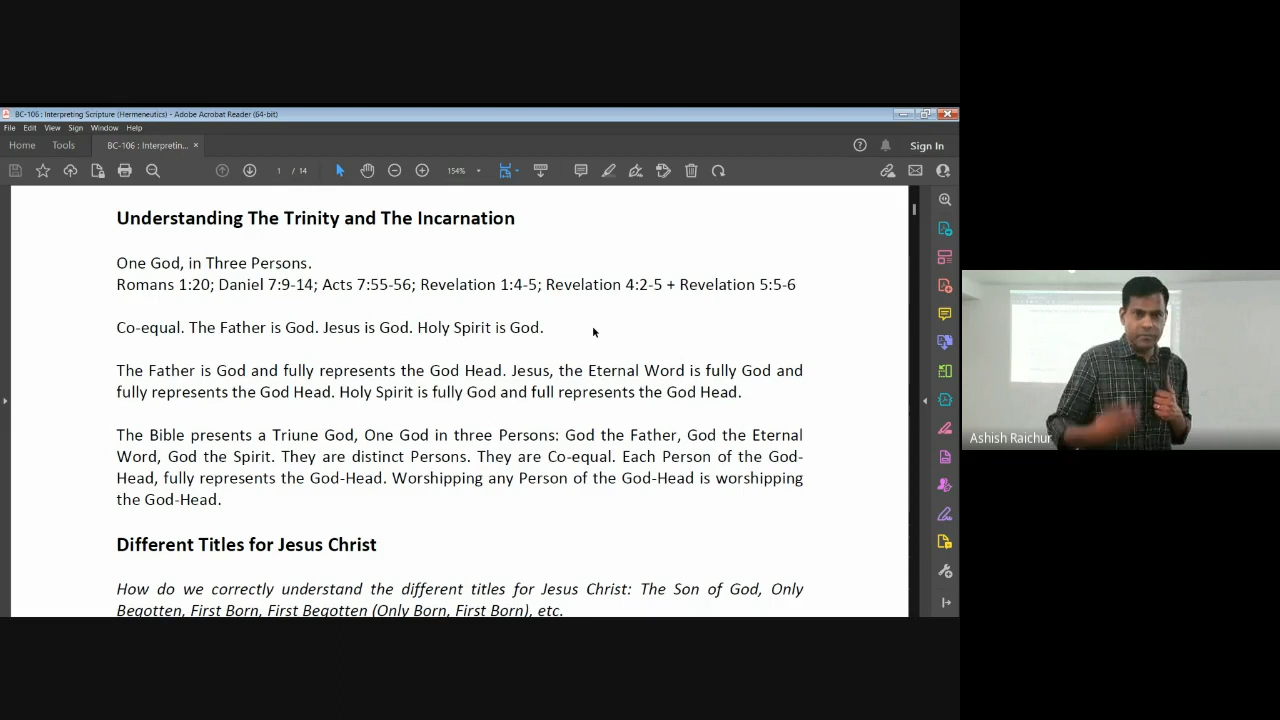 BC-106 : Interpreting Scripture (Hermeneutics) - Adobe Acrobat Reader (64-bit)
File Edit View Sign Window Help
Home Tools BC-106 : Interpretin... × Sign In
1 / 14 154%
Understanding The Trinity and The Incarnation
One God, in Three Persons.
Romans 1:20; Daniel 7:9-14; Acts 7:55-56; Revelation 1:4-5; Revelation 4:2-5 + Revelation 5:5-6
Co-equal. The Father is God. Jesus is God. Holy Spirit is God.
The Father is God and fully represents the God Head. Jesus, the Eternal Word is fully God and
fully represents the God Head. Holy Spirit is fully God and full represents the God Head.
The Bible presents a Triune God, One God in three Persons: God the Father, God the Eternal
Word, God the Spirit. They are distinct Persons. They are Co-equal. Each Person of the God-
Head, fully represents the God-Head. Worshipping any Person of the God-Head is worshipping
the God-Head.
Different Titles for Jesus Christ
How do we correctly understand the different titles for Jesus Christ: The Son of God, Only
Begotten, First Born, First Begotten (Only Born, First Born), etc.
Ashish Raichur